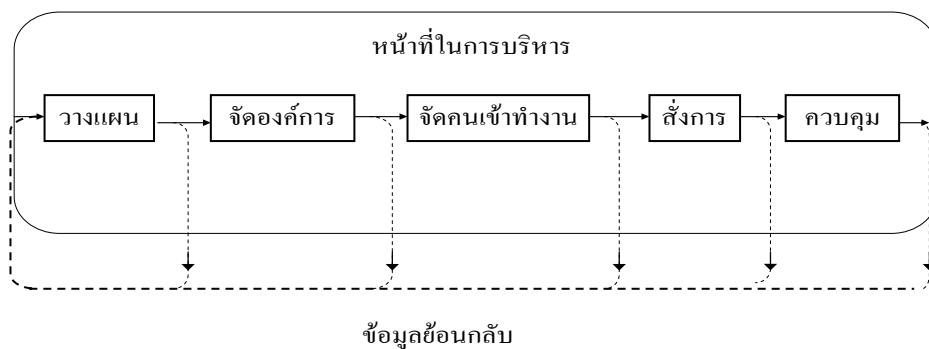 หน้าที่ในการบริหาร
วางแผน จัดองค์การ จัดคนเข้าทำงาน สั่งการ ควบคุม
ข้อมูลย้อนกลับ